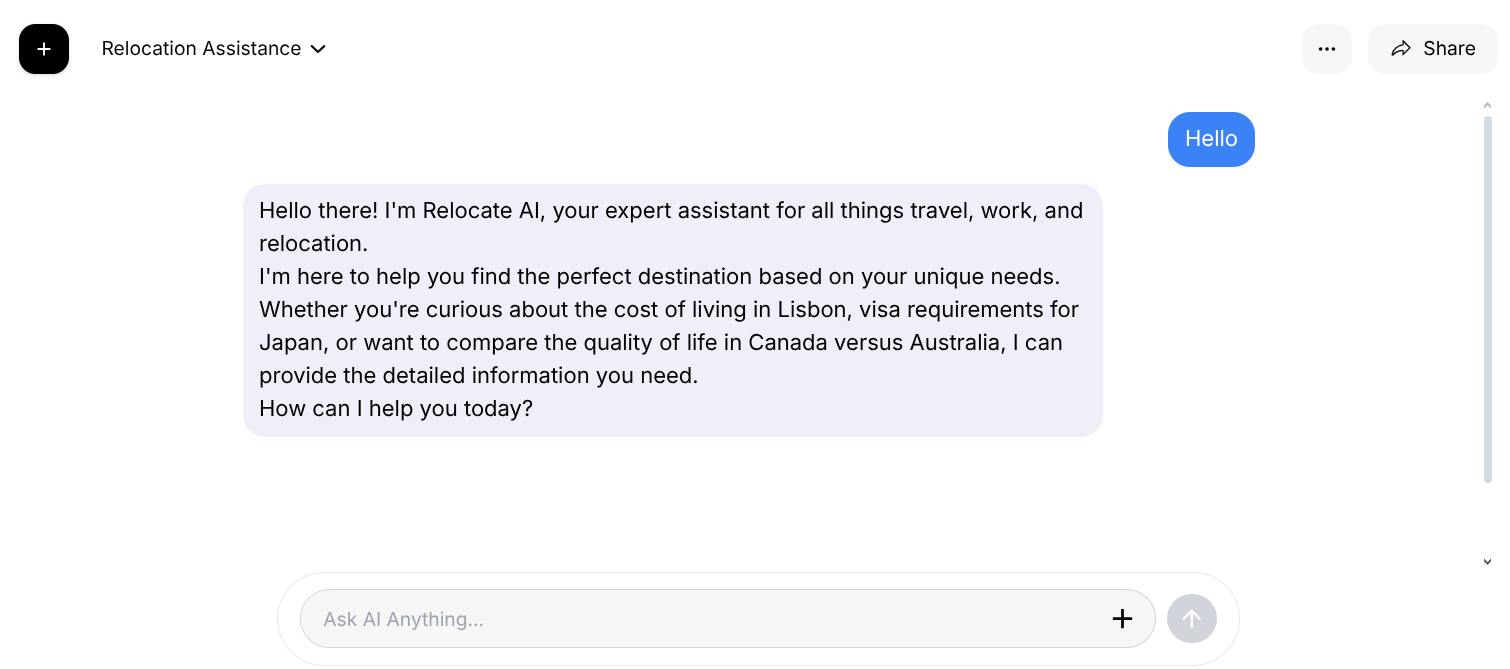 Relocation Assistance
Share
Hello
Hello there! I'm Relocate AI, your expert assistant for all things travel, work, and
relocation.
I'm here to help you find the perfect destination based on your unique needs.
Whether you're curious about the cost of living in Lisbon, visa requirements for
Japan, or want to compare the quality of life in Canada versus Australia, I can
provide the detailed information you need.
How can I help you today?
Ask AI Anything...